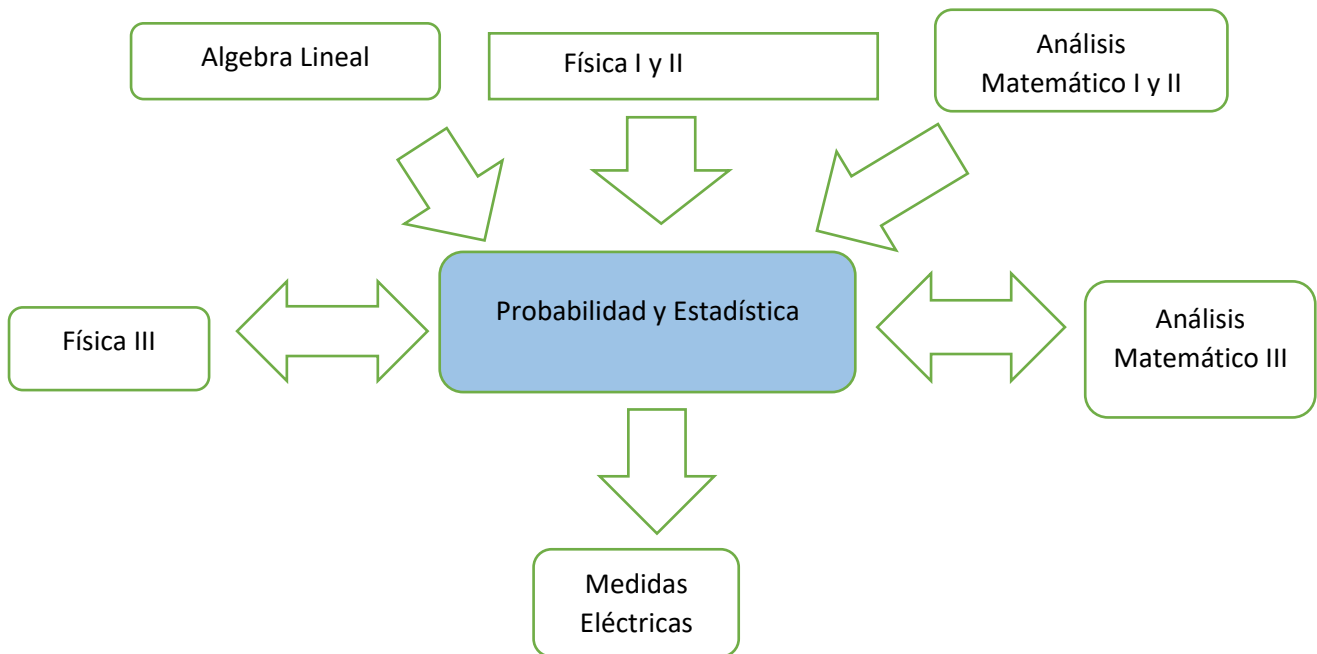 Algebra Lineal
Física I y II
Análisis
Matemático I y II
Probabilidad y Estadística
Física III
Análisis
Matemático III
Medidas
Eléctricas